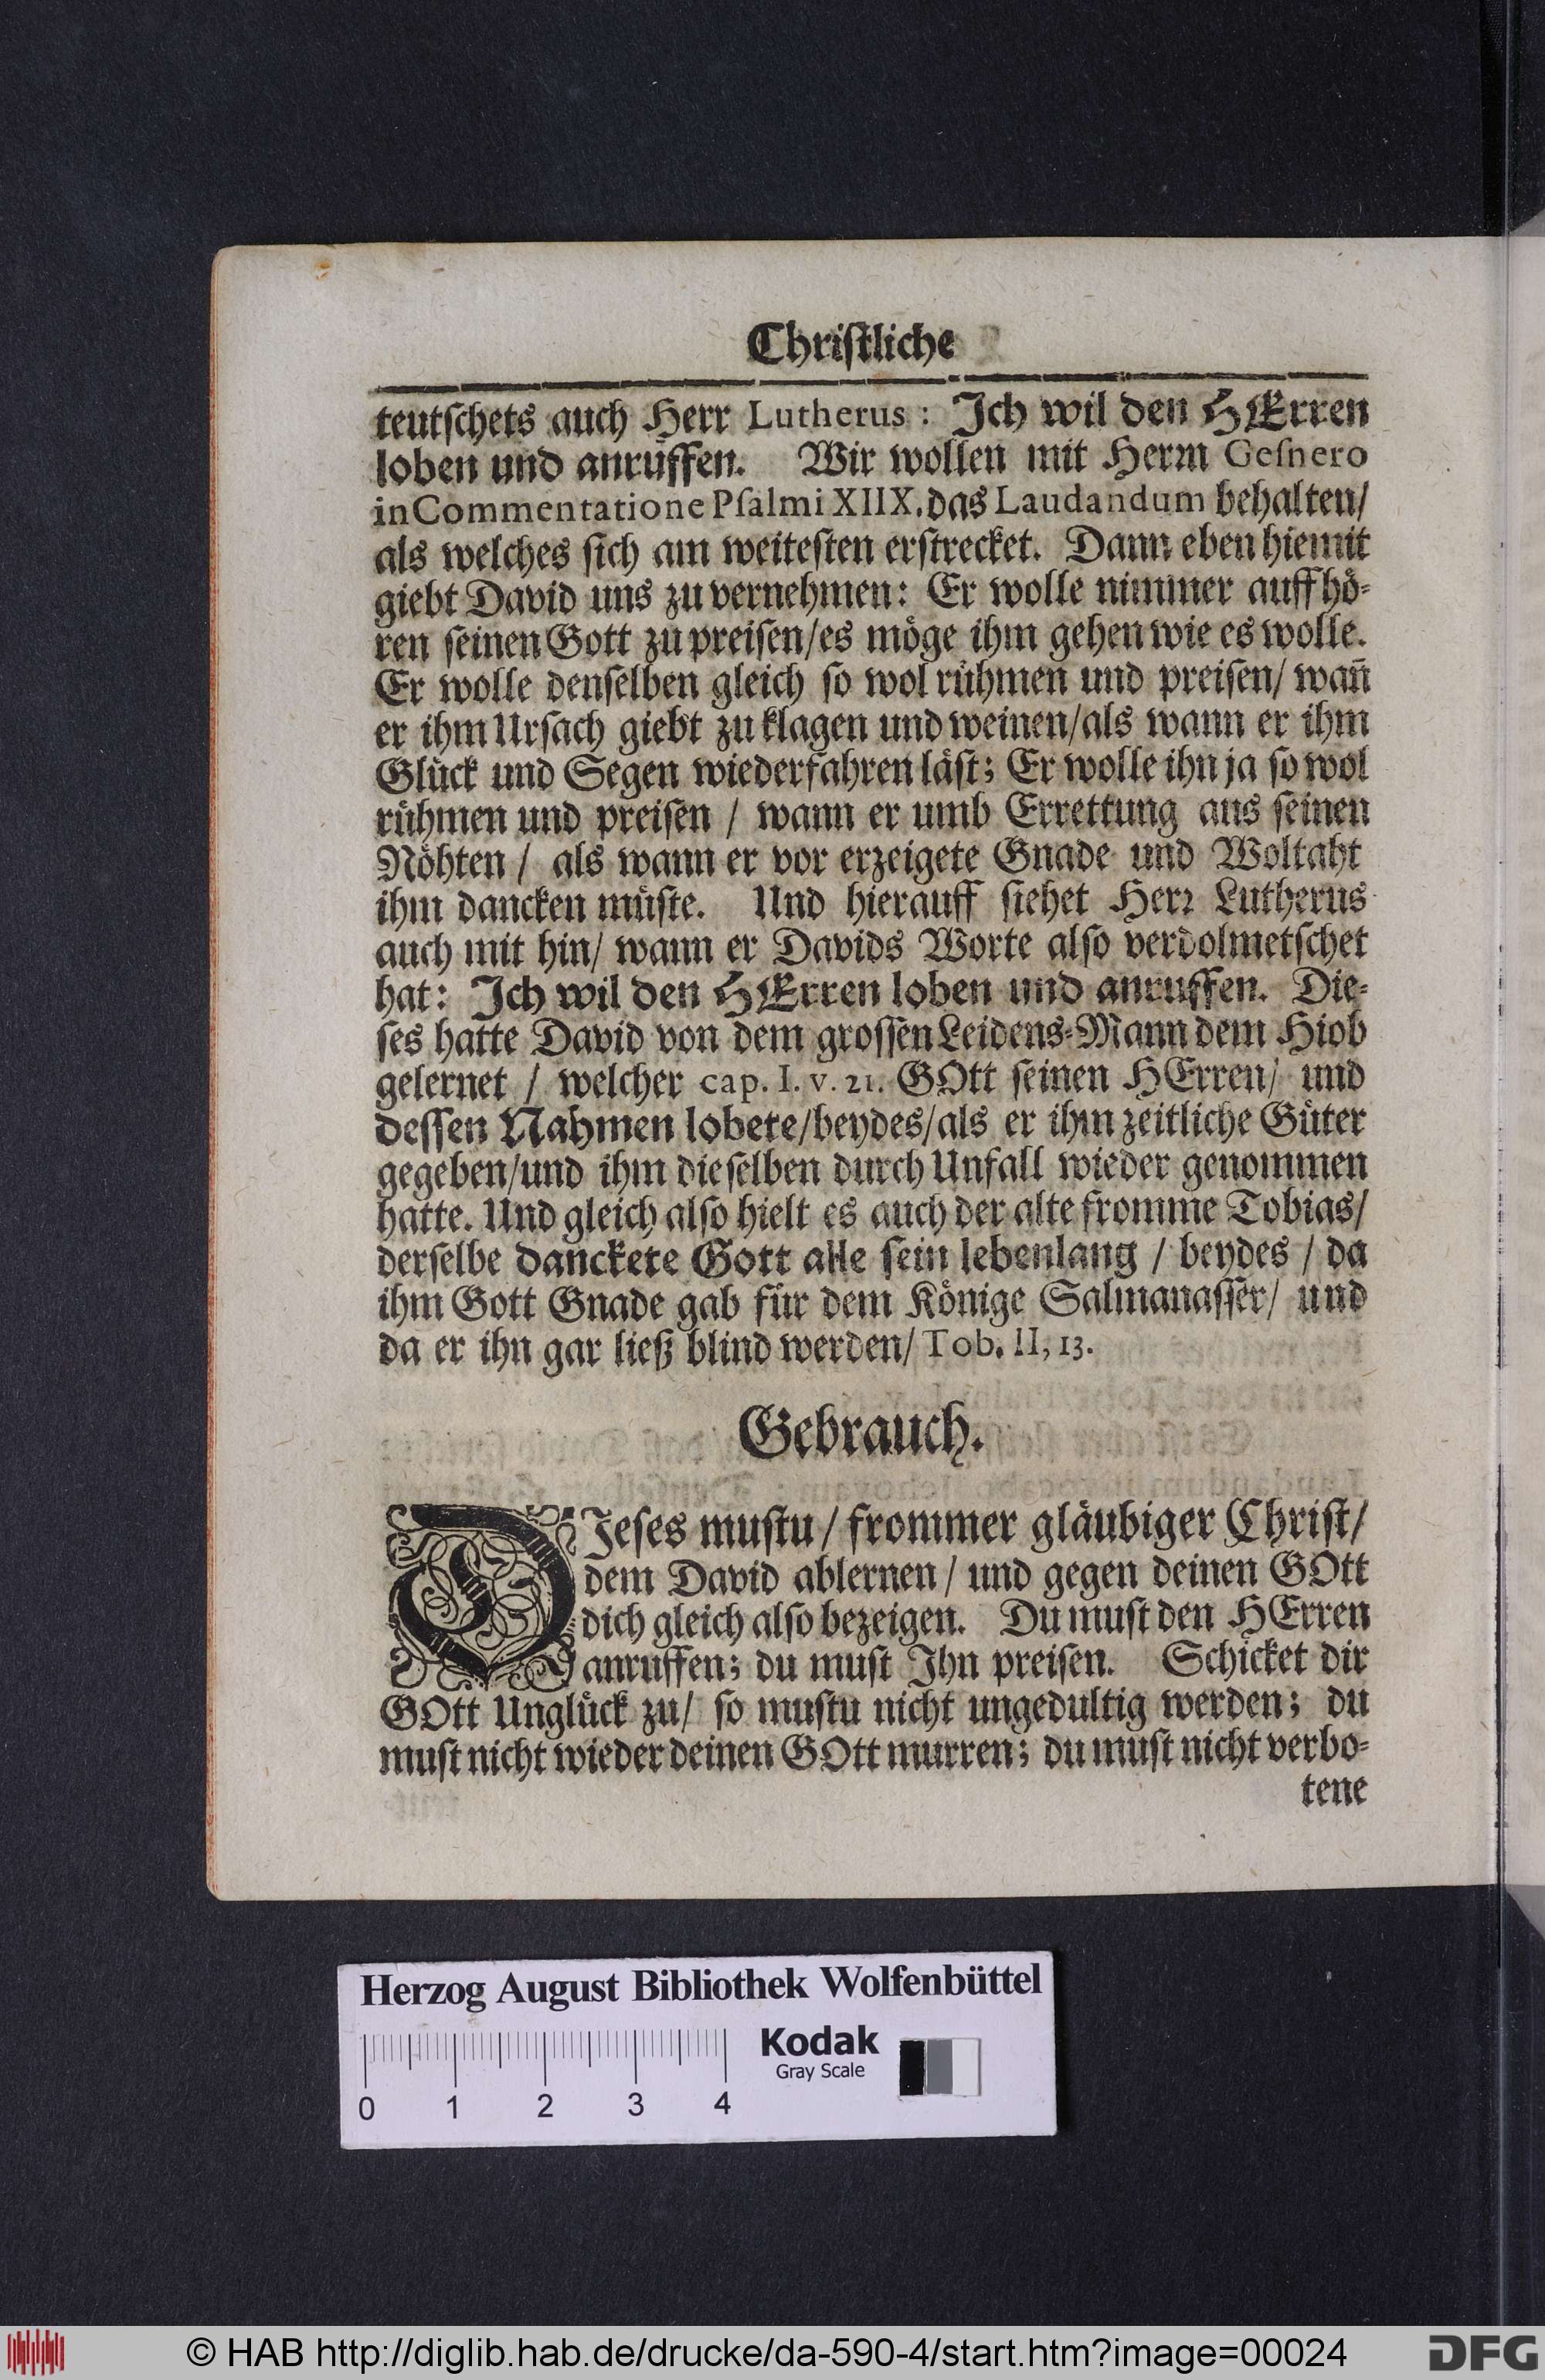 Christliche
teutschets auch Herr Lutherus: Ich wil den HErren
loben und anruffen. Wir wollen mit Herrn Gesnero
in Commentatione Psalmi XIIX. das Laudandum behalten/
als welches sich am weitesten erstrecket. Dann eben hiemit
giebt David uns zu vernehmen: Er wolle nimmer auffhö-
ren seinen Gott zu preisen/es möge ihm gehen wie es wolle.
Er wolle denselben gleich so wol rühmen und preisen/ wañ
er ihm Ursach giebt zu klagen und weinen/als wann er ihm
Glück und Segen wiederfahren läst; Er wolle ihn ja so wol
rühmen und preisen / wann er umb Errettung aus seinen
Nöhten / als wann er vor erzeigete Gnade und Woltaht
ihm dancken müste. Und hierauff siehet Herr Lutherus
auch mit hin/ wann er Davids Worte also verdolmetschet
hat: Ich wil den HErren loben und anruffen. Die-
ses hatte David von dem grossen Leidens-Mann dem Hiob
gelernet / welcher cap. I. v. 21. GOtt seinen HErren/ und
dessen Nahmen lobete/beydes/als er ihm zeitliche Güter
gegeben/und ihm dieselben durch Unfall wieder genommen
hatte. Und gleich also hielt es auch der alte fromme Tobias/
derselbe danckete Gott alle sein lebenlang / beydes / da
ihm Gott Gnade gab für dem Könige Salmanasser/ und
da er ihn gar ließ blind werden/ Tob. II, 13.
Gebrauch.
DIeses mustu / frommer gläubiger Christ/
dem David ablernen / und gegen deinen GOtt
dich gleich also bezeigen. Du must den HErren
anruffen; du must Ihn preisen. Schicket dir
GOtt Unglück zu/ so mustu nicht ungedultig werden; du
must nicht wieder deinen GOtt murren; du must nicht verbo-
tene
Herzog August Bibliothek Wolfenbüttel
Kodak
Gray Scale
0 1 2 3 4
© HAB http://diglib.hab.de/drucke/da-590-4/start.htm?image=00024
DFG